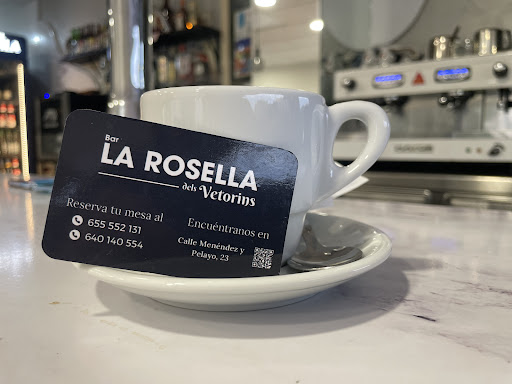 Bar
LA ROSELLA
dels Vetorins
Reserva tu mesa al
655 552 131
640 140 554
Encuéntranos en
Calle Menéndez y
Pelayo, 23